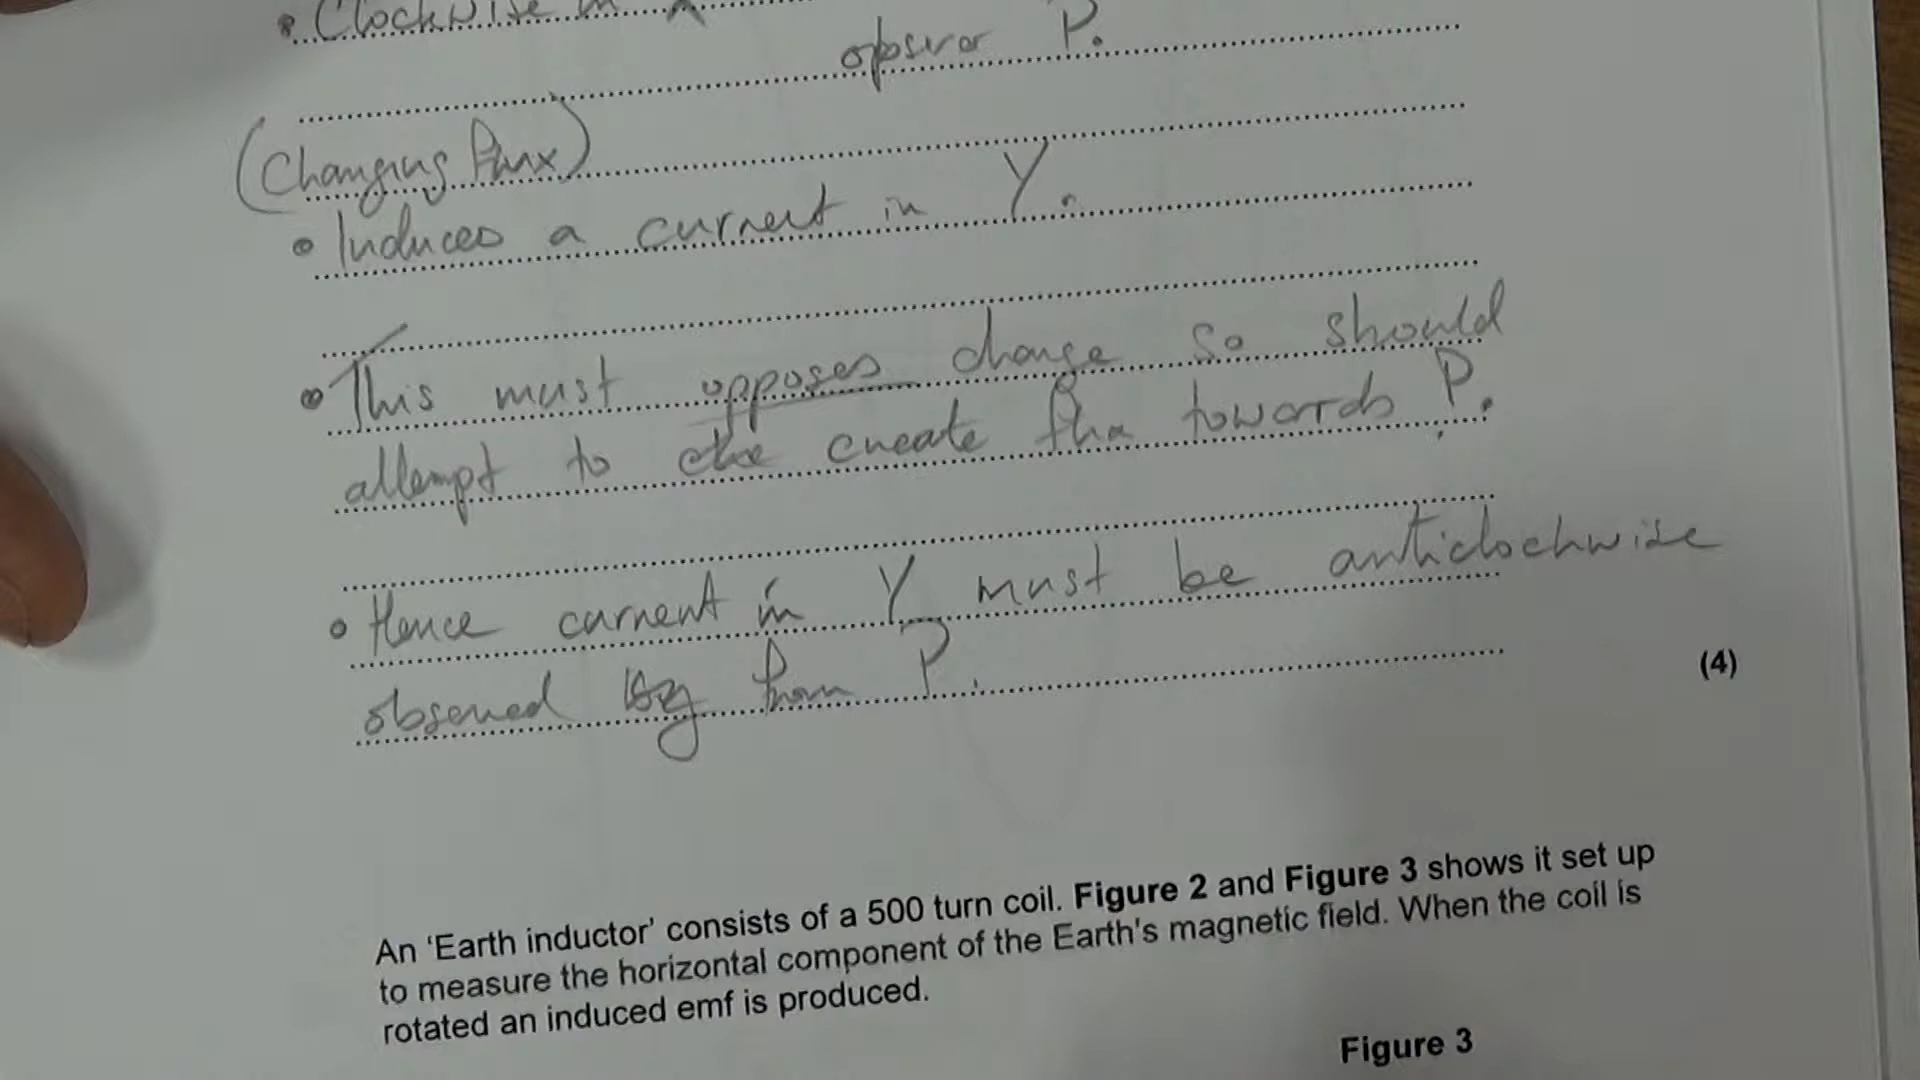 • Clockwise in X
observor P.
(Changing flux)
• Induces a current in Y.
• This must opposes change so should
attempt to create flux towards P.
• Hence current in Y must be anticlockwise
observed from P.
(4)
An ‘Earth inductor’ consists of a 500 turn coil. Figure 2 and Figure 3 shows it set up
to measure the horizontal component of the Earth's magnetic field. When the coil is
rotated an induced emf is produced.
Figure 3